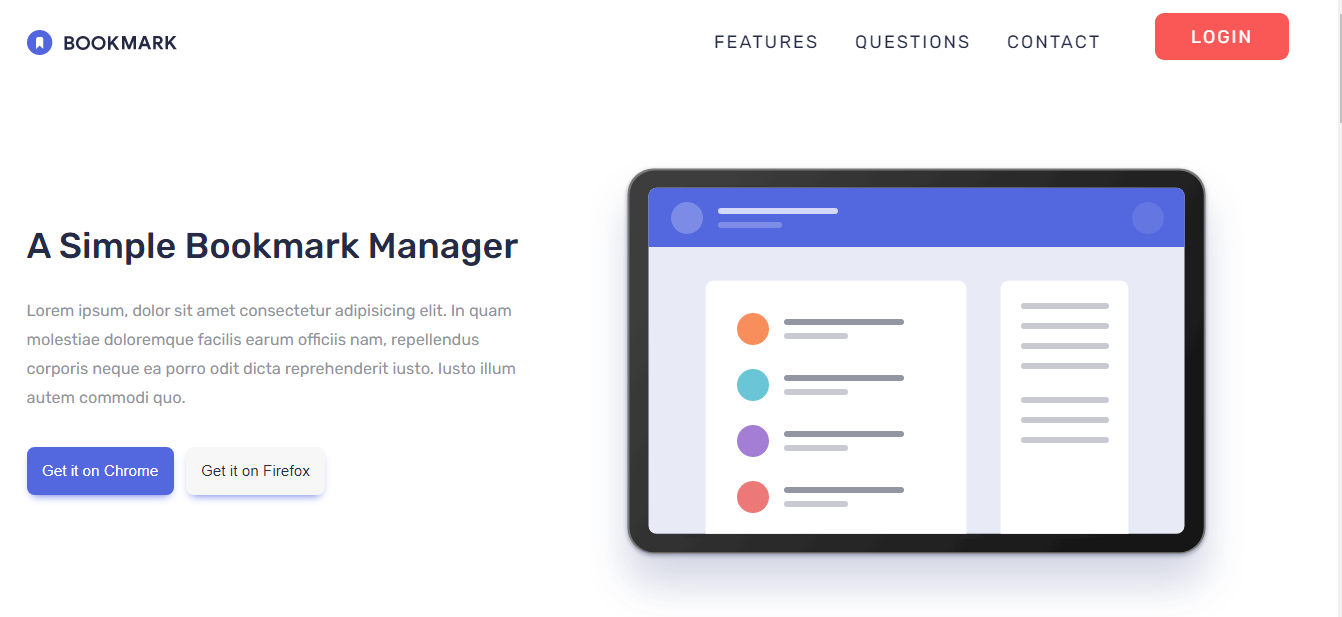 BOOKMARK
FEATURES
QUESTIONS
CONTACT
LOGIN
A Simple Bookmark Manager
Lorem ipsum, dolor sit amet consectetur adipisicing elit. In quam
molestiae doloremque facilis earum officiis nam, repellendus
corporis neque ea porro odit dicta reprehenderit iusto. Iusto illum
autem commodi quo.
Get it on Chrome
Get it on Firefox